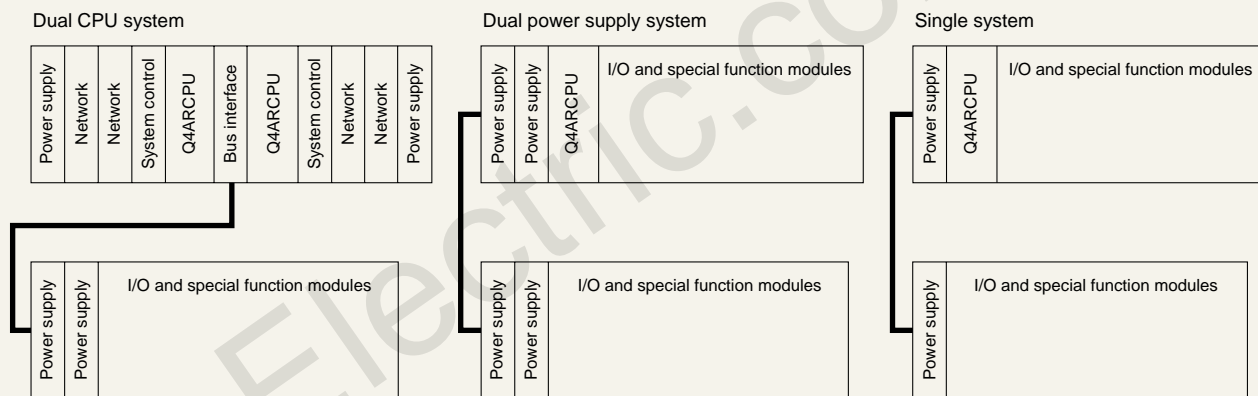 Dual CPU system
Power supply
Network
Network
System control
Q4ARCPU
Bus interface
Q4ARCPU
System control
Network
Network
Power supply
Power supply
Power supply
I/O and special function modules
Dual power supply system
Power supply
Power supply
Q4ARCPU
I/O and special function modules
Power supply
Power supply
I/O and special function modules
Single system
Power supply
Q4ARCPU
I/O and special function modules
Power supply
I/O and special function modules
Electric.co